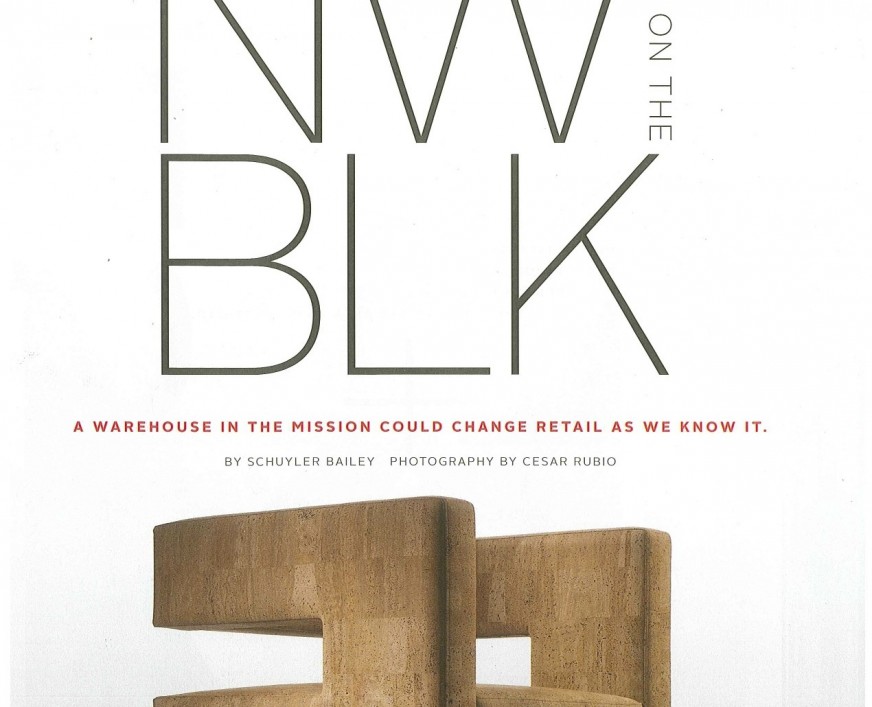 NW ON THE
BLK
A WAREHOUSE IN THE MISSION COULD CHANGE RETAIL AS WE KNOW IT.
BY SCHUYLER BAILEY PHOTOGRAPHY BY CESAR RUBIO